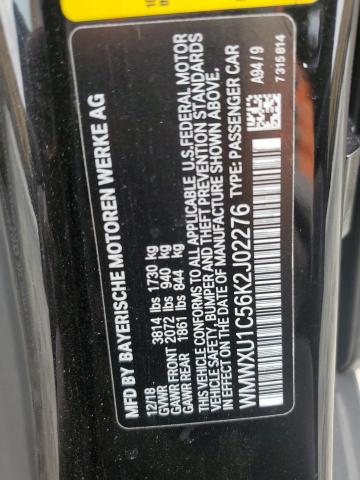 MFD BY BAYERISCHE MOTOREN WERKE AG
12/18
GVWR 3814 lbs 1730 kg
GAWR FRONT 2072 lbs 940 kg
GAWR REAR 1861 lbs 844 kg
THIS VEHICLE CONFORMS TO ALL APPLICABLE U.S.FEDERAL MOTOR
VEHICLE SAFETY, BUMPER AND THEFT PREVENTION STANDARDS
IN EFFECT ON THE DATE OF MANUFACTURE SHOWN ABOVE.
WMWXU1C56K2J02276 TYPE: PASSENGER CAR
A94 / 9
7 315 814